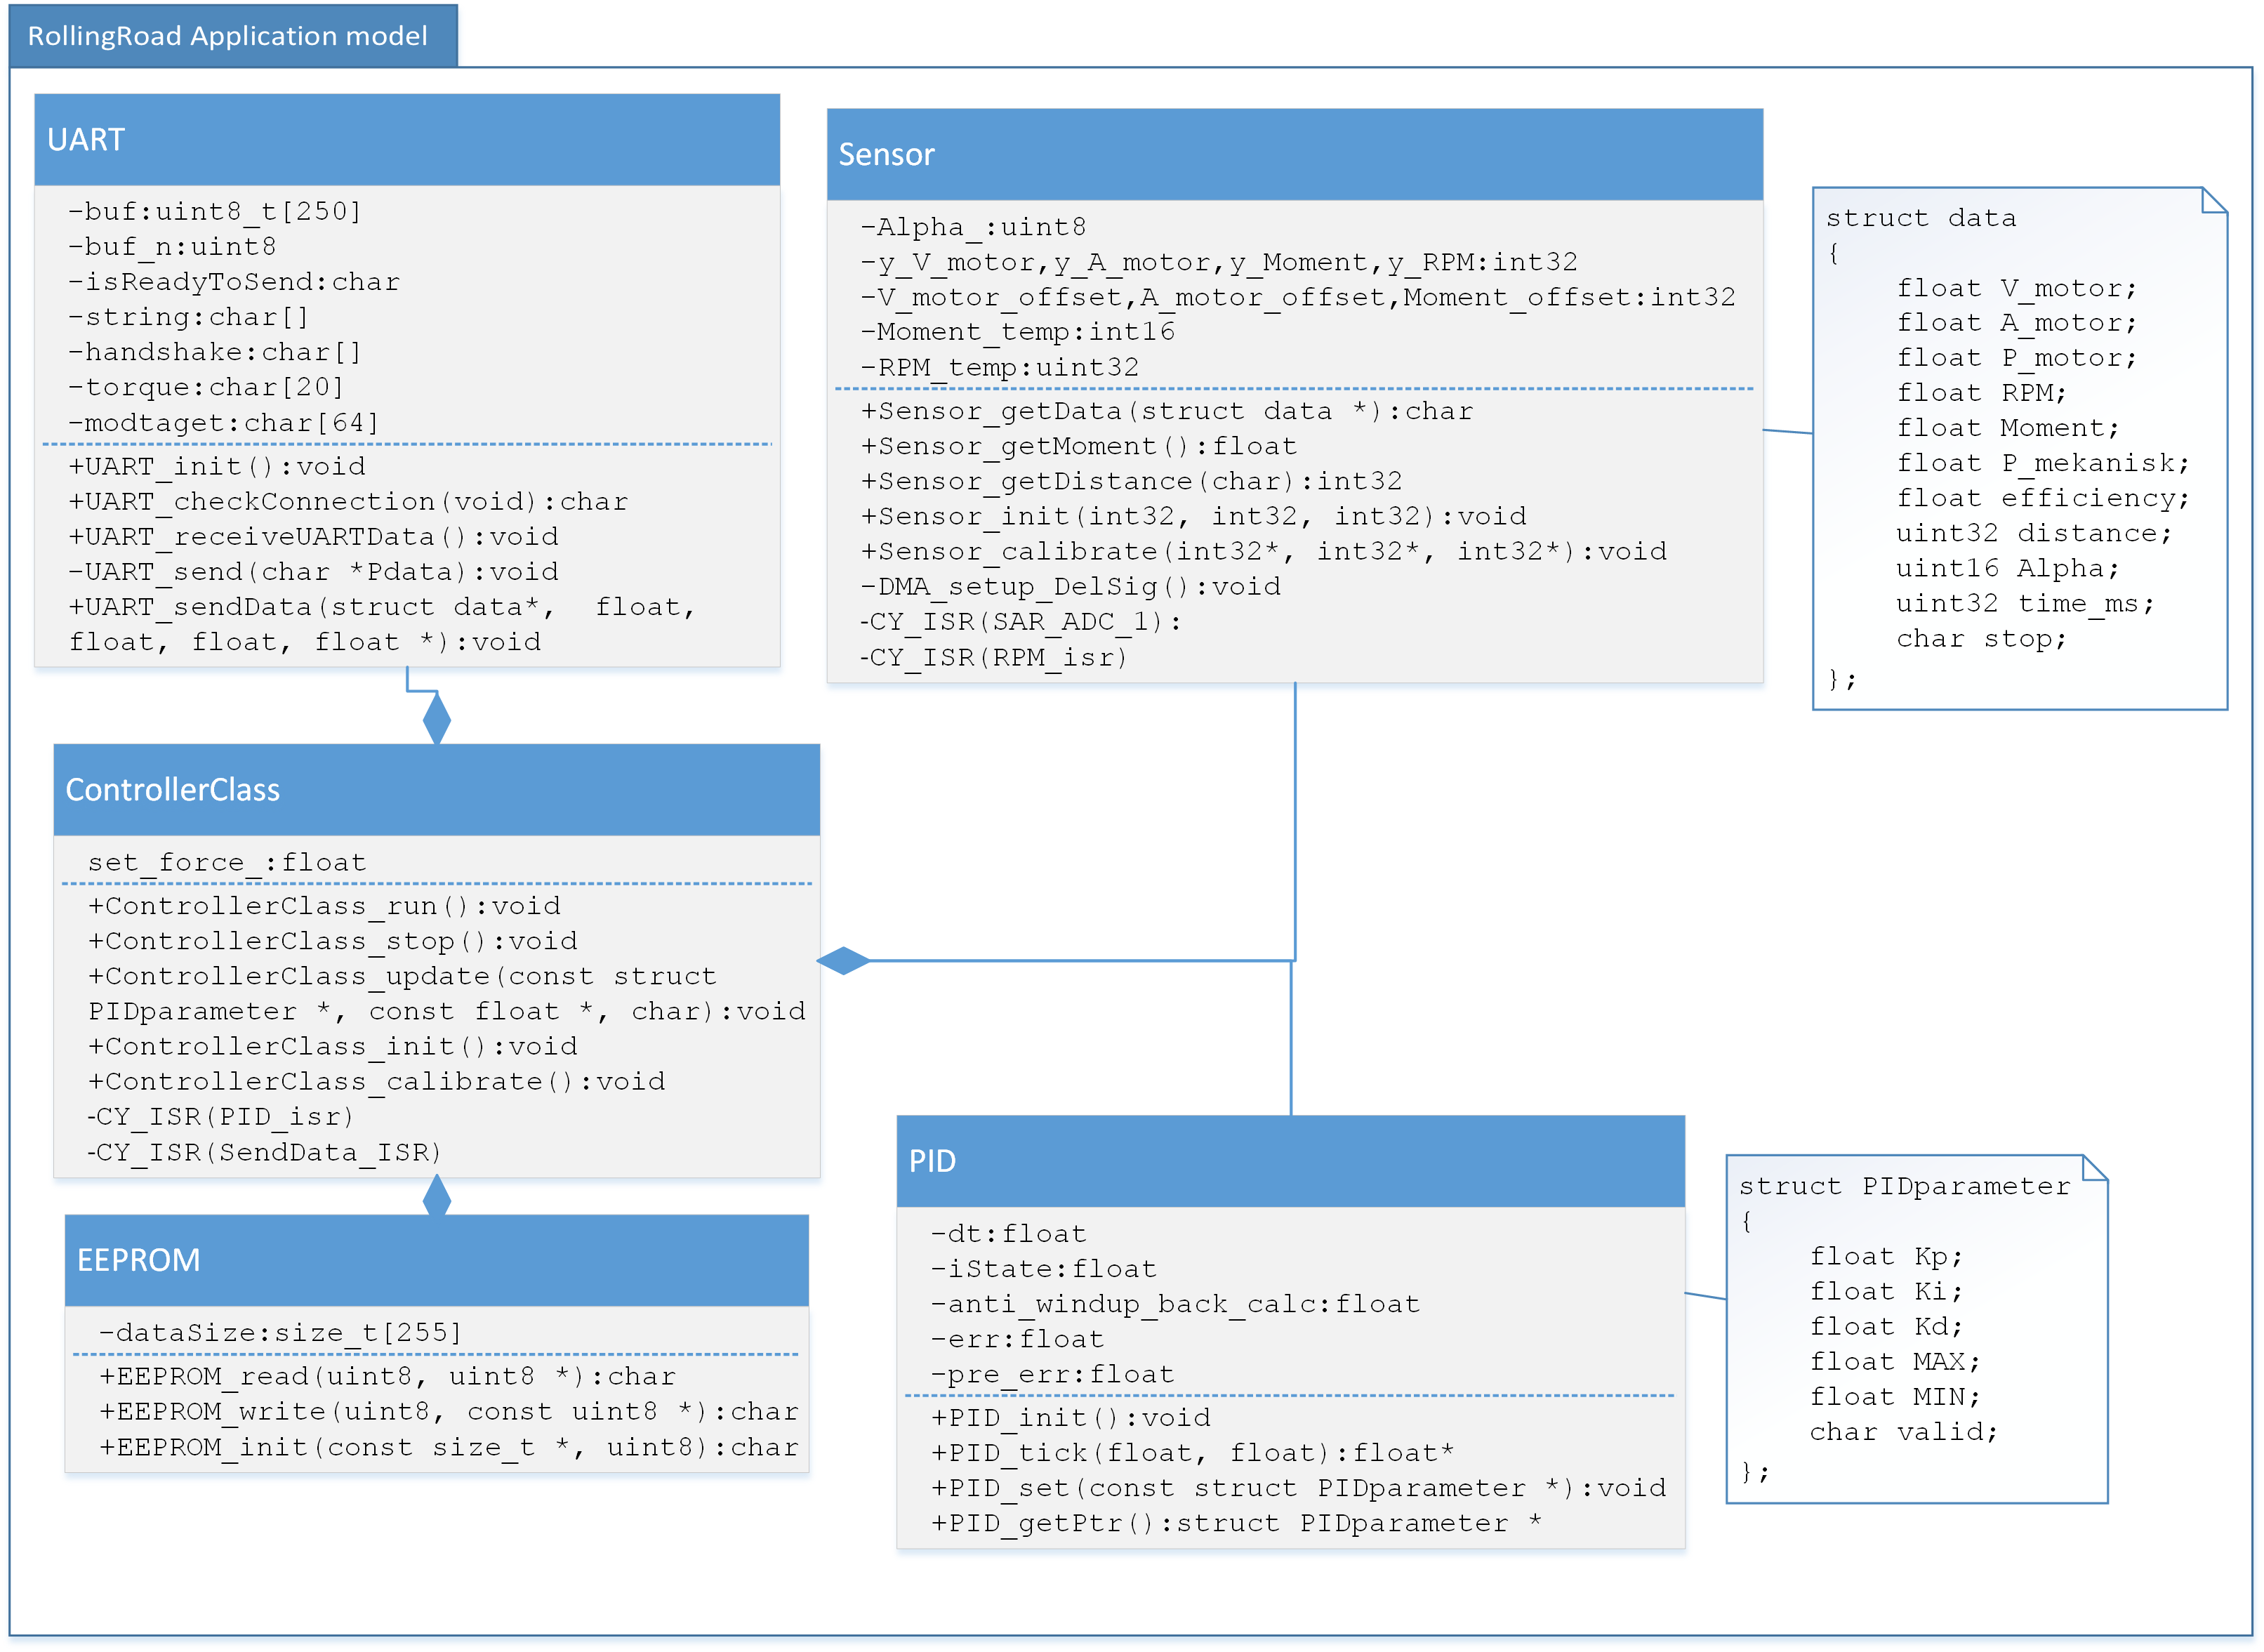 RollingRoad Application model
UART
-buf:uint8_t[250]
-buf_n:uint8
-isReadyToSend:char
-string:char[]
-handshake:char[]
-torque:char[20]
-modtaget:char[64]
+UART_init():void
+UART_checkConnection(void):char
+UART_receiveUARTData():void
-UART_send(char *Pdata):void
+UART_sendData(struct data*, float,
float, float, float *):void
Sensor
-Alpha_:uint8
-y_V_motor,y_A_motor,y_Moment,y_RPM:int32
-V_motor_offset,A_motor_offset,Moment_offset:int32
-Moment_temp:int16
-RPM_temp:uint32
+Sensor_getData(struct data *):char
+Sensor_getMoment():float
+Sensor_getDistance(char):int32
+Sensor_init(int32, int32, int32):void
+Sensor_calibrate(int32*, int32*, int32*):void
-DMA_setup_DelSig():void
-CY_ISR(SAR_ADC_1):
-CY_ISR(RPM_isr)
struct data
{
float V_motor;
float A_motor;
float P_motor;
float RPM;
float Moment;
float P_mekanisk;
float efficiency;
uint32 distance;
uint16 Alpha;
uint32 time_ms;
char stop;
};
ControllerClass
set_force_:float
+ControllerClass_run():void
+ControllerClass_stop():void
+ControllerClass_update(const struct
PIDparameter *, const float *, char):void
+ControllerClass_init():void
+ControllerClass_calibrate():void
-CY_ISR(PID_isr)
-CY_ISR(SendData_ISR)
EEPROM
-dataSize:size_t[255]
+EEPROM_read(uint8, uint8 *):char
+EEPROM_write(uint8, const uint8 *):char
+EEPROM_init(const size_t *, uint8):char
PID
-dt:float
-iState:float
-anti_windup_back_calc:float
-err:float
-pre_err:float
+PID_init():void
+PID_tick(float, float):float*
+PID_set(const struct PIDparameter *):void
+PID_getPtr():struct PIDparameter *
struct PIDparameter
{
float Kp;
float Ki;
float Kd;
float MAX;
float MIN;
char valid;
};